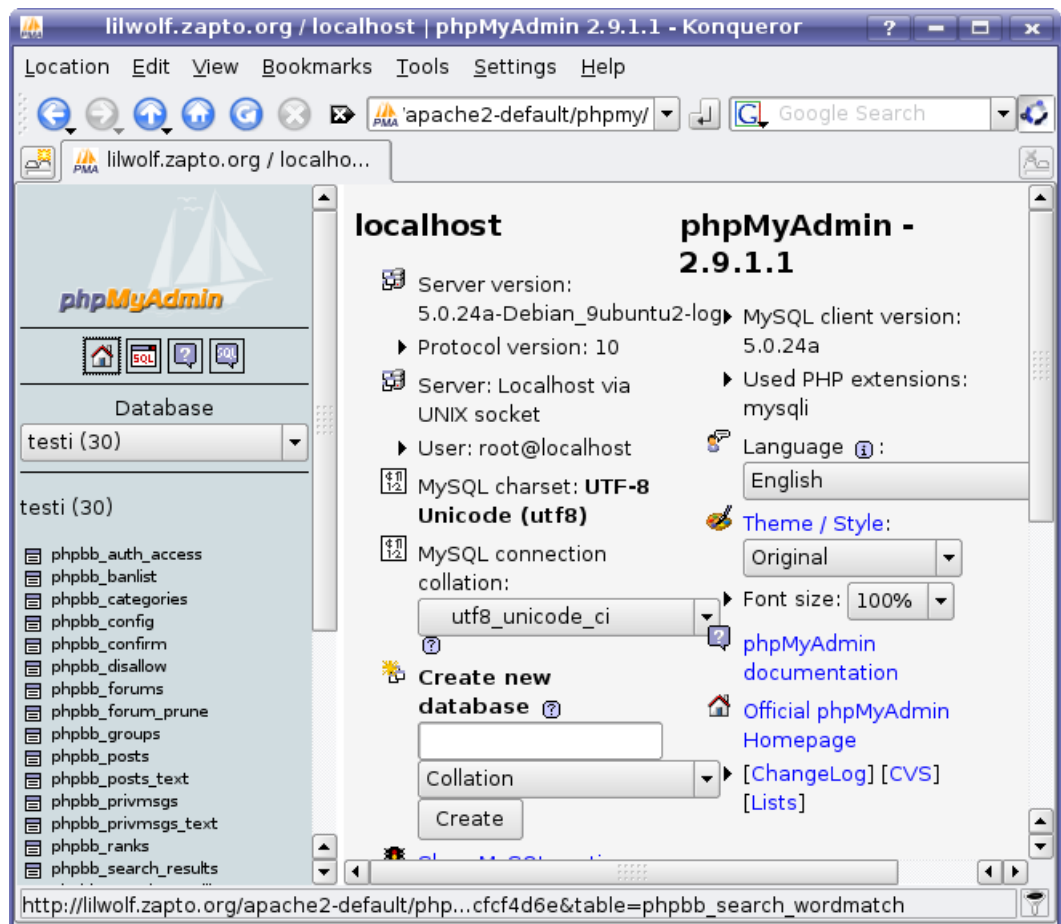 lilwolf.zapto.org / localhost | phpMyAdmin 2.9.1.1 - Konqueror
Location Edit View Bookmarks Tools Settings Help
apache2-default/phpmy/
Google Search
lilwolf.zapto.org / localho...
phpMyAdmin
Database
testi (30)
testi (30)
phpbb_auth_access
phpbb_banlist
phpbb_categories
phpbb_config
phpbb_confirm
phpbb_disallow
phpbb_forums
phpbb_forum_prune
phpbb_groups
phpbb_posts
phpbb_posts_text
phpbb_privmsgs
phpbb_privmsgs_text
phpbb_ranks
phpbb_search_results
localhost
Server version:
5.0.24a-Debian_9ubuntu2-log
Protocol version: 10
Server: Localhost via
UNIX socket
User: root@localhost
MySQL charset: UTF-8
Unicode (utf8)
MySQL connection
collation:
utf8_unicode_ci
Create new
database
Collation
Create
phpMyAdmin -
2.9.1.1
MySQL client version:
5.0.24a
Used PHP extensions:
mysqli
Language :
English
Theme / Style:
Original
Font size: 100%
phpMyAdmin
documentation
Official phpMyAdmin
Homepage
[ChangeLog] [CVS]
[Lists]
http://lilwolf.zapto.org/apache2-default/php...cfcf4d6e&table=phpbb_search_wordmatch